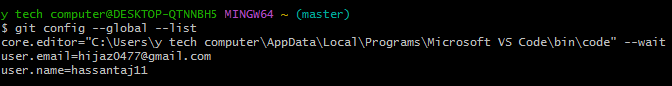 y tech computer@DESKTOP-QTNNBH5 MINGW64 ~ (master)
$ git config --global --list
core.editor="C:\Users\y tech computer\AppData\Local\Programs\Microsoft VS Code\bin\code" --wait
user.email=hijaz0477@gmail.com
user.name=hassantaj11